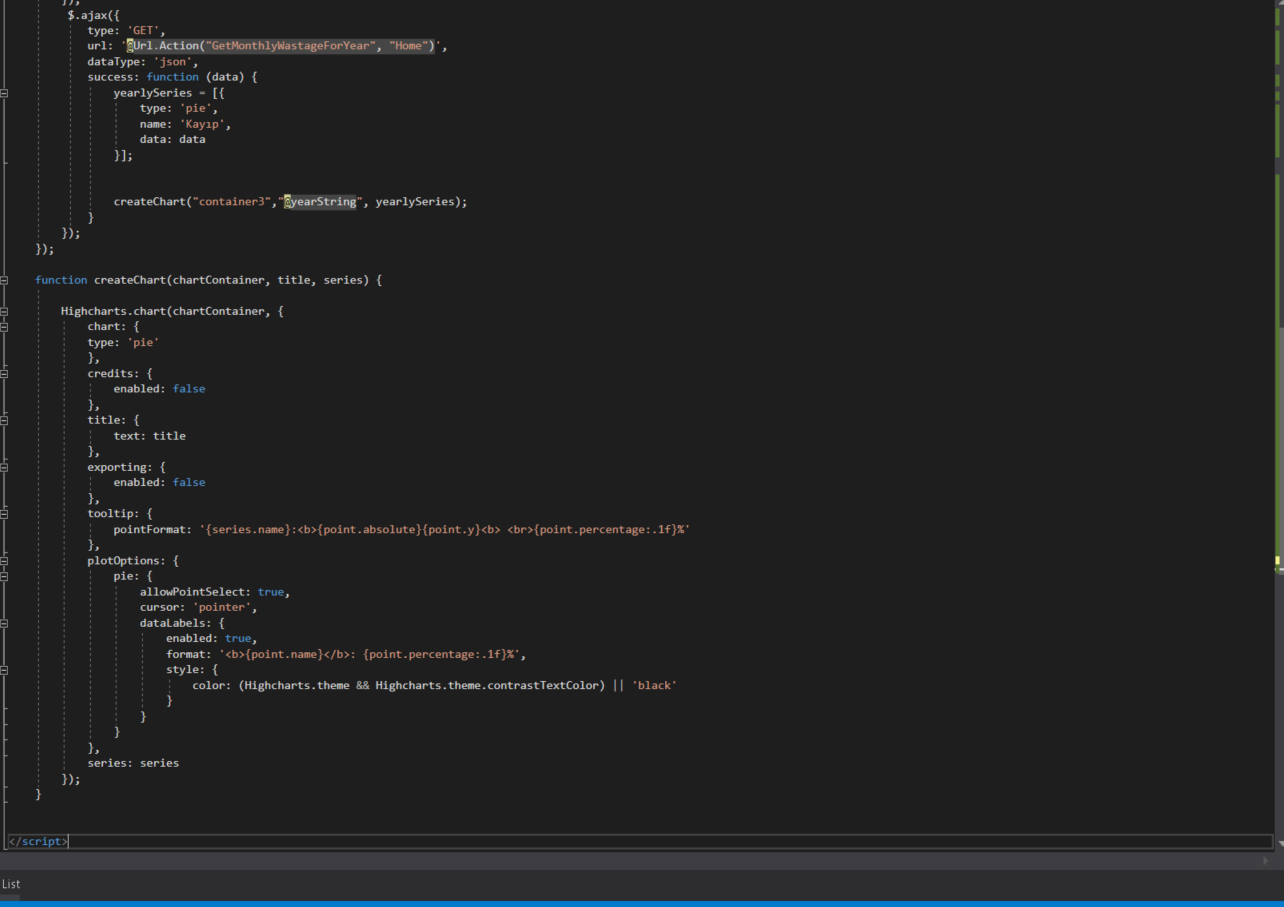 });
$.ajax({
type: 'GET',
url: '@Url.Action("GetMonthlyWastageForYear", "Home")',
dataType: 'json',
success: function (data) {
yearlySeries = [{
type: 'pie',
name: 'Kayıp',
data: data
}];
createChart("container3","@yearString", yearlySeries);
}
});
});
function createChart(chartContainer, title, series) {
Highcharts.chart(chartContainer, {
chart: {
type: 'pie'
},
credits: {
enabled: false
},
title: {
text: title
},
exporting: {
enabled: false
},
tooltip: {
pointFormat: '{series.name}:<b>{point.absolute}{point.y}<b> <br>{point.percentage:.1f}%'
},
plotOptions: {
pie: {
allowPointSelect: true,
cursor: 'pointer',
dataLabels: {
enabled: true,
format: '<b>{point.name}</b>: {point.percentage:.1f}%',
style: {
color: (Highcharts.theme && Highcharts.theme.contrastTextColor) || 'black'
}
}
}
},
series: series
});
}
</script>
List